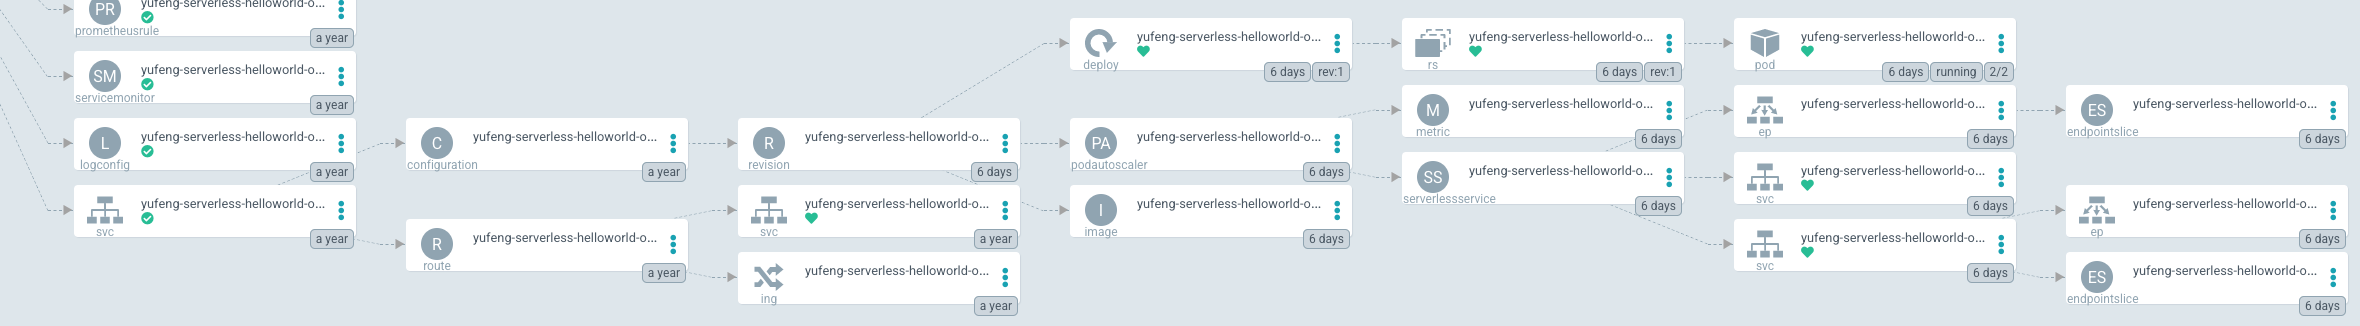 PR
yufeng-serverless-helloworld-o...
prometheusrule
a year
SM
yufeng-serverless-helloworld-o...
servicemonitor
a year
L
yufeng-serverless-helloworld-o...
logconfig
a year
yufeng-serverless-helloworld-o...
svc
a year
C
yufeng-serverless-helloworld-o...
configuration
a year
R
yufeng-serverless-helloworld-o...
route
a year
R
yufeng-serverless-helloworld-o...
revision
6 days
yufeng-serverless-helloworld-o...
svc
a year
yufeng-serverless-helloworld-o...
ing
a year
yufeng-serverless-helloworld-o...
deploy
6 days rev:1
PA
yufeng-serverless-helloworld-o...
podautoscaler
6 days
I
yufeng-serverless-helloworld-o...
image
6 days
yufeng-serverless-helloworld-o...
rs
6 days rev:1
M
yufeng-serverless-helloworld-o...
metric
6 days
SS
yufeng-serverless-helloworld-o...
serverlessservice
6 days
yufeng-serverless-helloworld-o...
pod
6 days running 2/2
yufeng-serverless-helloworld-o...
ep
6 days
yufeng-serverless-helloworld-o...
svc
6 days
yufeng-serverless-helloworld-o...
svc
6 days
ES
yufeng-serverless-helloworld-o...
endpointslice
6 days
yufeng-serverless-helloworld-o...
ep
6 days
ES
yufeng-serverless-helloworld-o...
endpointslice
6 days